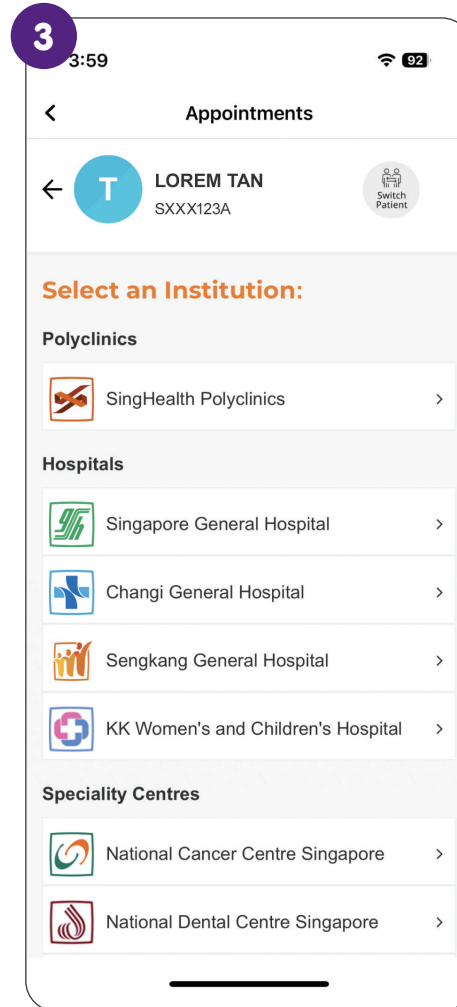 3
3:59
92
Appointments
T
LOREM TAN
SXXX123A
Switch
Patient
Select an Institution:
Polyclinics
SingHealth Polyclinics
Hospitals
Singapore General Hospital
Changi General Hospital
Sengkang General Hospital
KK Women's and Children's Hospital
Speciality Centres
National Cancer Centre Singapore
National Dental Centre Singapore